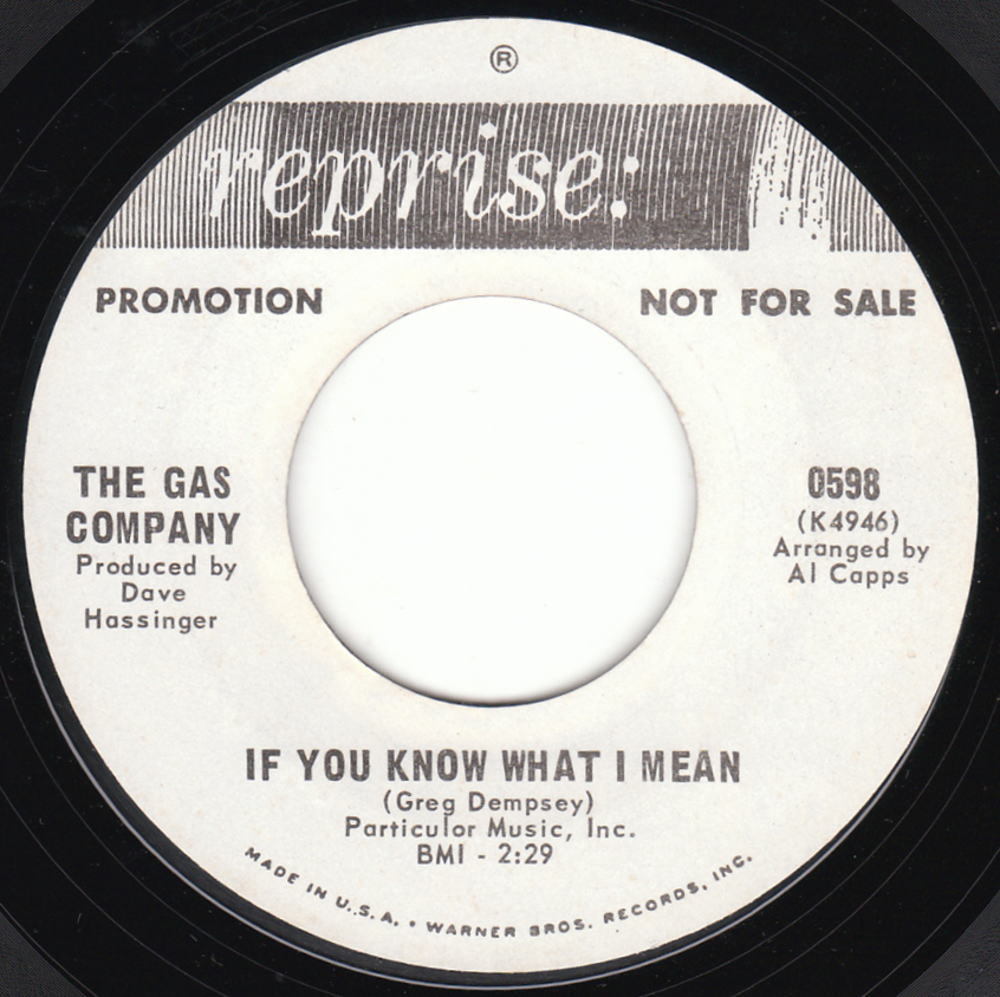 ®
reprise:
PROMOTION
NOT FOR SALE
THE GAS
COMPANY
Produced by
Dave
Hassinger
0598
(K4946)
Arranged by
Al Capps
IF YOU KNOW WHAT I MEAN
(Greg Dempsey)
Particulor Music, Inc.
BMI - 2:29
MADE IN U.S.A. • WARNER BROS. RECORDS, INC.